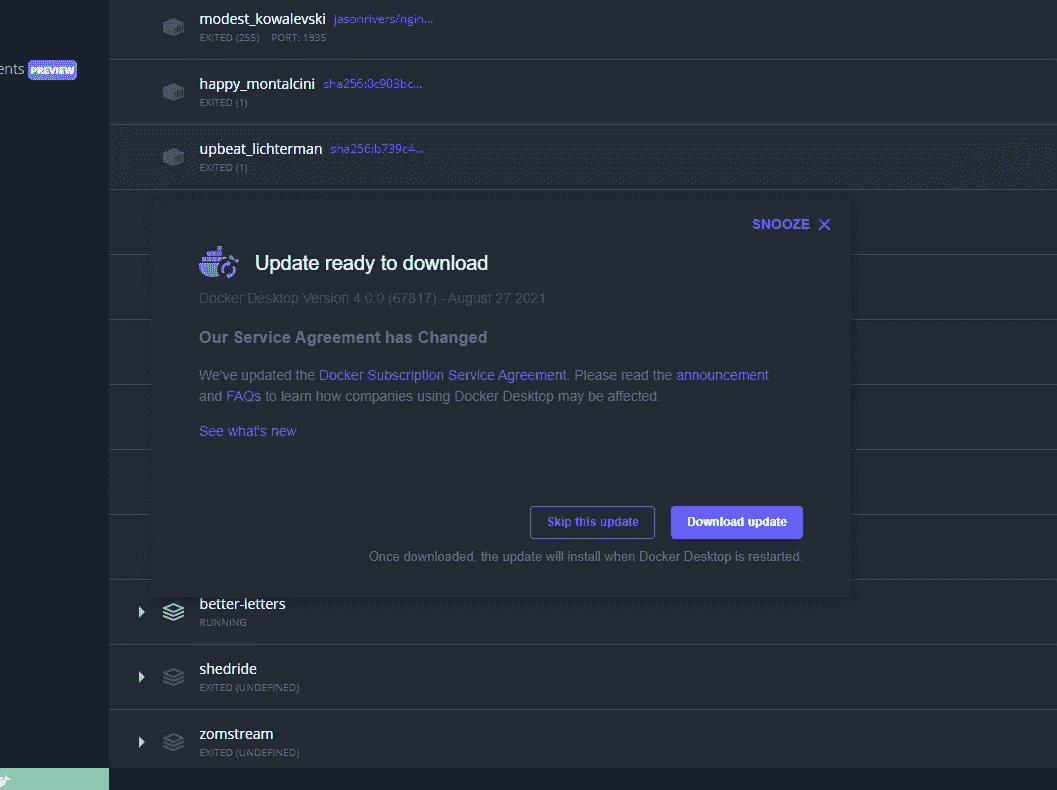 modest_kowalevski jasonrivers/ngin...
EXITED (255) PORT: 1935
ents PREVIEW
happy_montalcini sha256:0c903bc...
EXITED (1)
upbeat_lichterman sha256:b739c4...
EXITED (1)
SNOOZE
Update ready to download
Docker Desktop Version 4.0.0 (67817) - August 27 2021
Our Service Agreement has Changed
We've updated the Docker Subscription Service Agreement. Please read the announcement
and FAQs to learn how companies using Docker Desktop may be affected.
See what's new
Skip this update Download update
Once downloaded, the update will install when Docker Desktop is restarted.
better-letters
RUNNING
shedride
EXITED (UNDEFINED)
zomstream
EXITED (UNDEFINED)